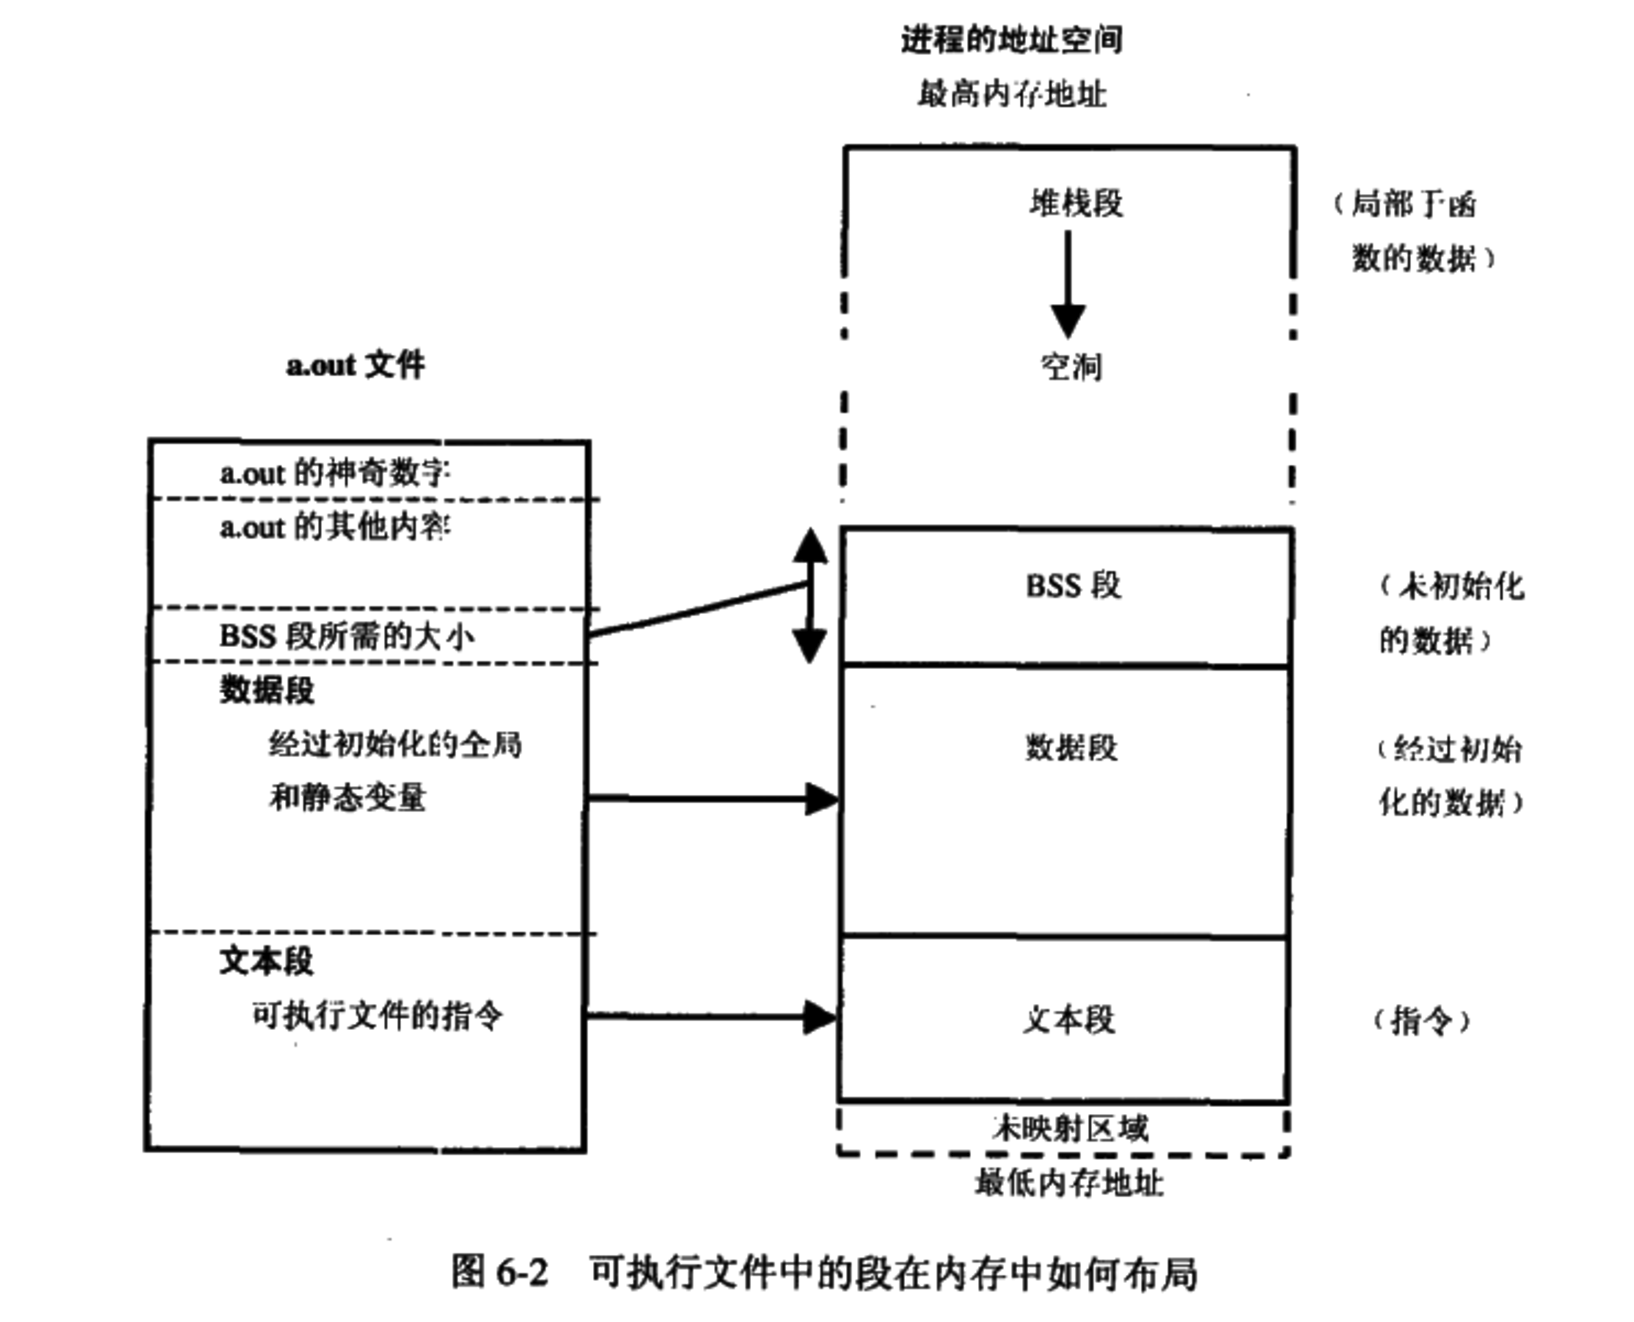 进程的地址空间
最高内存地址
堆栈段
（局部于函
数的数据）
空洞
a.out 文件
a.out 的神奇数字
a.out 的其他内容
BSS 段所需的大小
数据段
经过初始化的全局
和静态变量
文本段
可执行文件的指令
BSS 段
（未初始化
的数据）
数据段
（经过初始
化的数据）
文本段
（指令）
未映射区域
最低内存地址
图 6-2 可执行文件中的段在内存中如何布局